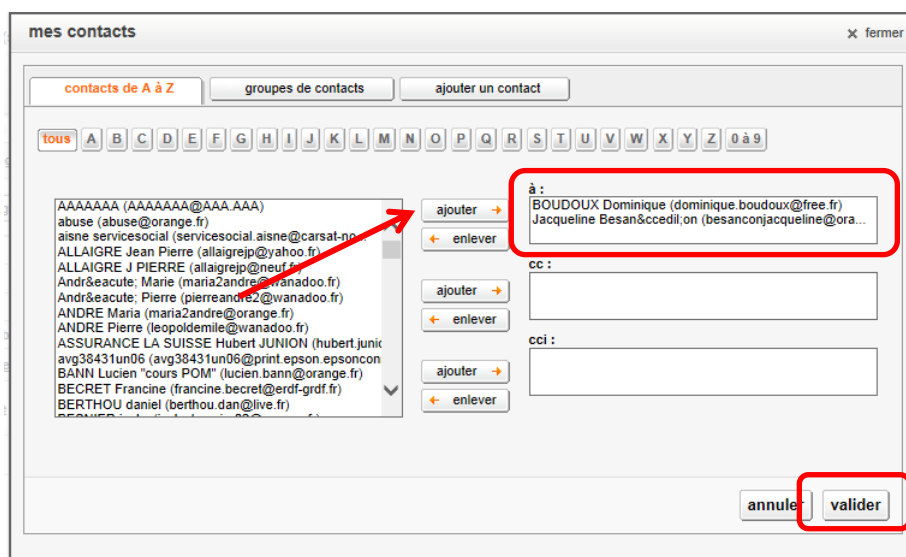 mes contacts
× fermer
contacts de A à Z
groupes de contacts
ajouter un contact
tous A B C D E F G H I J K L M N O P Q R S T U V W X Y Z 0 à 9
AAAAAAA (AAAAAAA@AAA.AAA)
abuse (abuse@orange.fr)
aisne servicesocial (servicesocial.aisne@carsat-no...
ALLAIGRE Jean Pierre (allaigrejp@yahoo.fr)
ALLAIGRE J PIERRE (allaigrejp@neuf.fr)
Andr&eacute; Marie (maria2andre@wanadoo.fr)
Andr&eacute; Pierre (pierreandre2@wanadoo.fr)
ANDRE Maria (maria2andre@orange.fr)
ANDRE Pierre (leopoldemile@wanadoo.fr)
ASSURANCE LA SUISSE Hubert JUNION (hubert.junio
avg38431un06 (avg38431un06@print.epson.epsoncon
BANN Lucien "cours POM" (lucien.bann@orange.fr)
BECRET Francine (francine.becret@erdf-grdf.fr)
BERTHOU daniel (berthou.dan@live.fr)
ajouter →
← enlever
ajouter →
← enlever
ajouter →
← enlever
à :
BOUDOUX Dominique (dominique.boudoux@free.fr)
Jacqueline Besan&ccedil;on (besanconjacqueline@ora...
cc :
cci :
annuler
valider